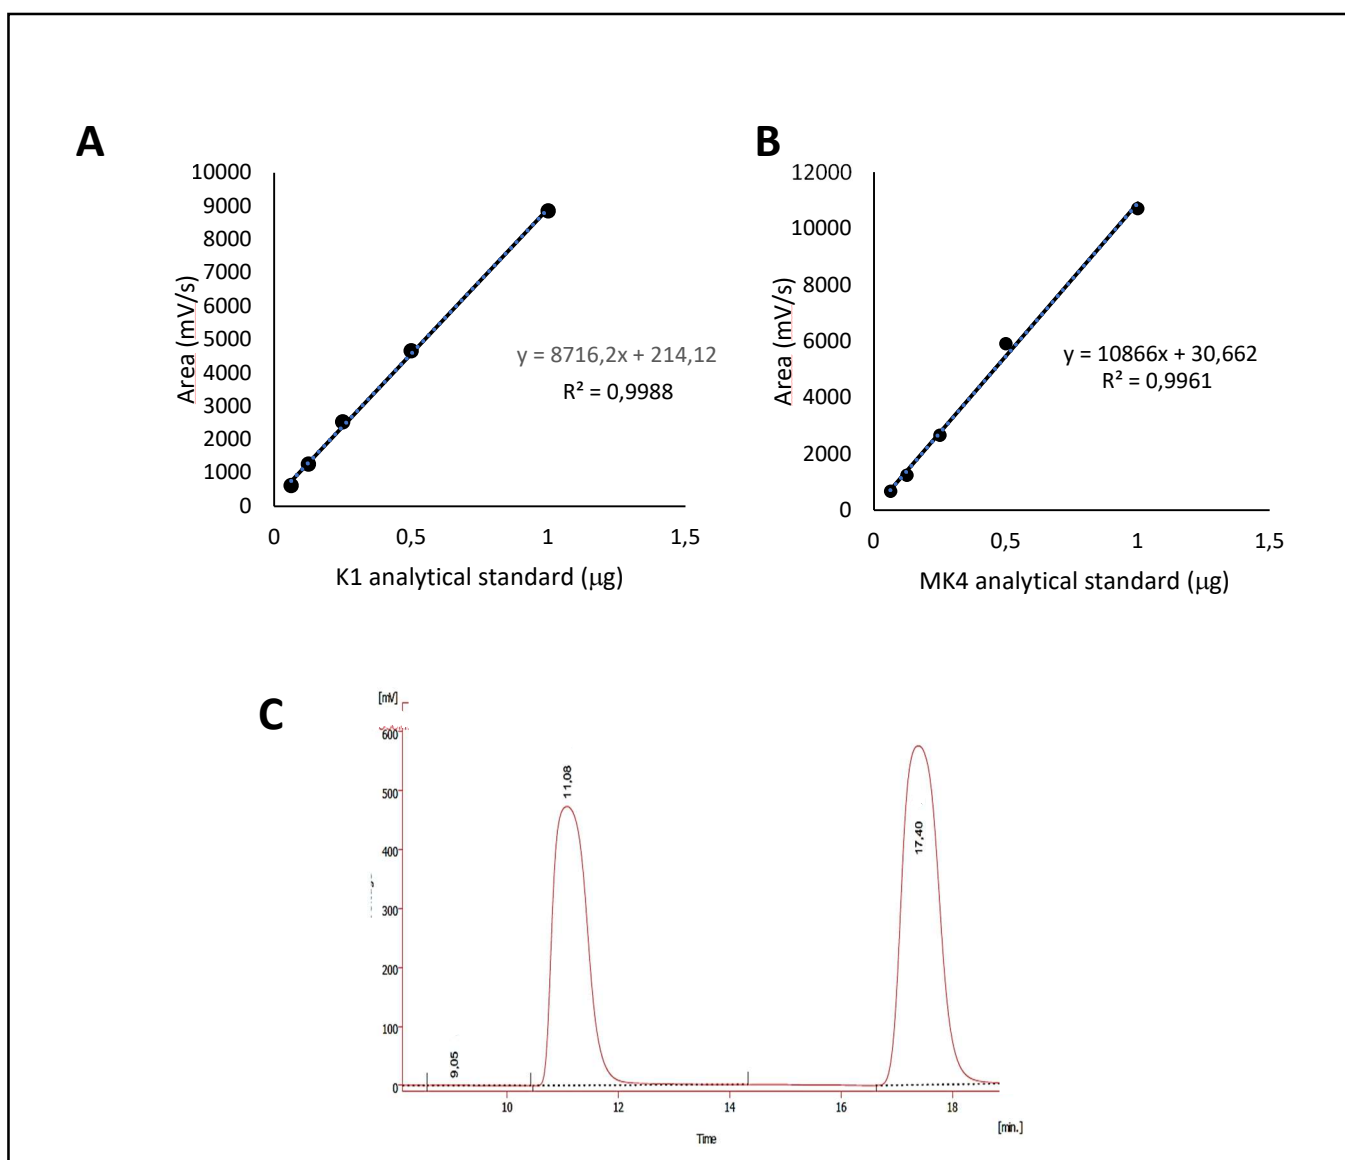 A
10000
9000
8000
7000
6000
5000
4000
3000
2000
1000
0
Area (mV/s)
y = 8716,2x + 214,12
R² = 0,9988
0 0,5 1 1,5
K1 analytical standard (µg)
B
12000
10000
8000
6000
4000
2000
0
Area (mV/s)
y = 10866x + 30,662
R² = 0,9961
0 0,5 1 1,5
MK4 analytical standard (µg)
C
[mV]
600
500
400
300
200
100
0
9,05
11,08
17,40
10 12 14 16 18
[min.]
Time